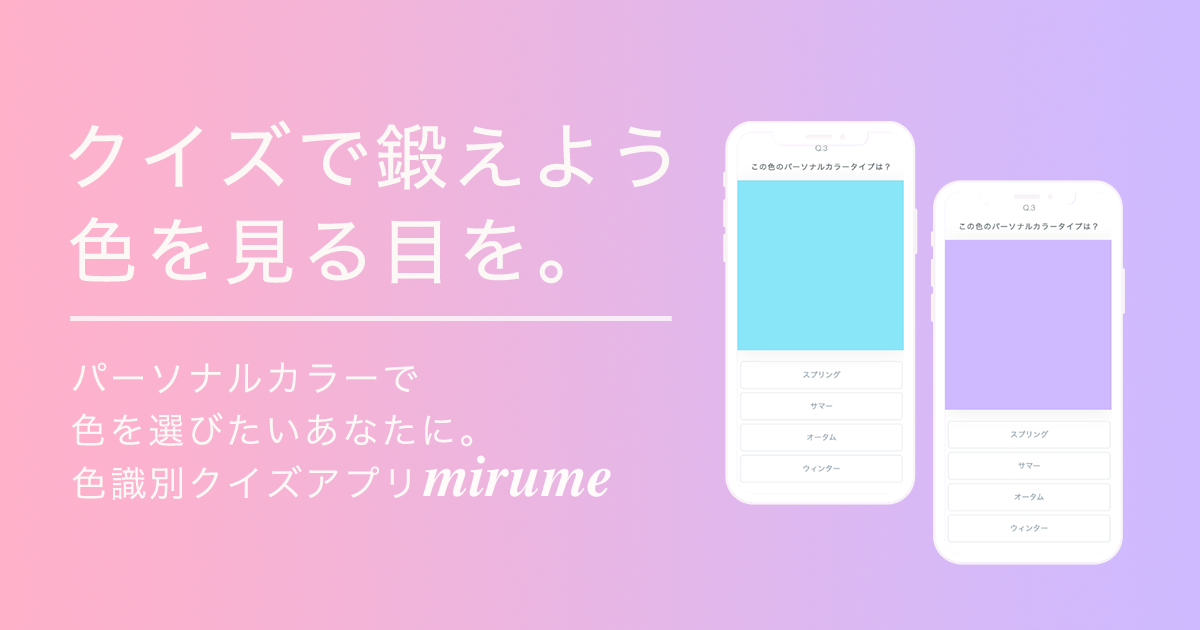 クイズで鍛えよう
色を見る目を。
パーソナルカラーで
色を選びたいあなたに。
色識別クイズアプリmirume
Q.3
この色のパーソナルカラータイプは？
スプリング
サマー
オータム
ウィンター
Q.3
この色のパーソナルカラータイプは？
スプリング
サマー
オータム
ウィンター